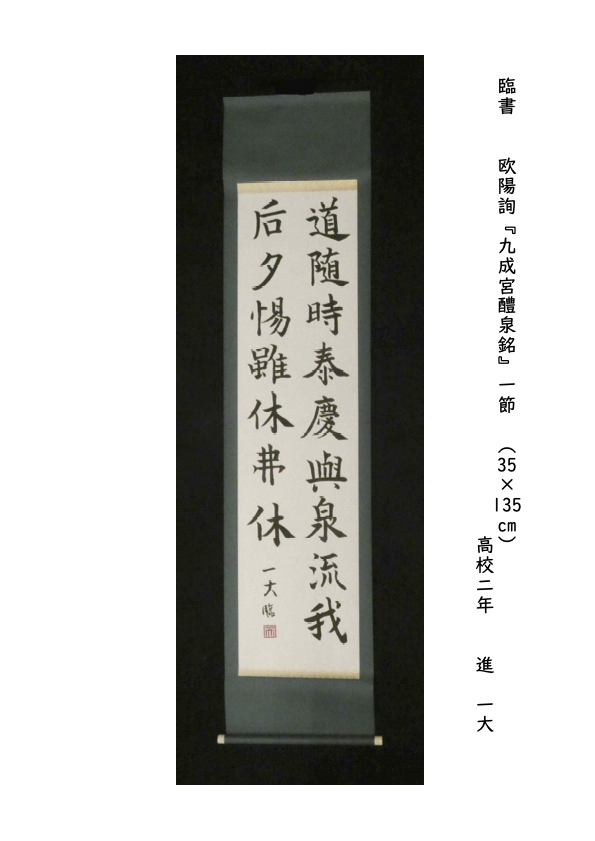 臨書　欧陽詢『九成宮醴泉銘』一節　（35×135cm）
高校二年　進　一大
道随時泰慶與泉流我
后夕惕雖休弗休
一大臨